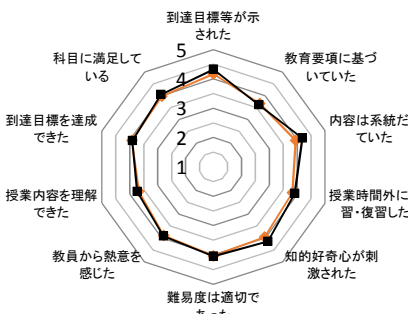 到達目標等が示
された
教育要項に基づ
いていた
内容は系統だ
ていた
授業時間外に
習・復習した
知的好奇心が刺
激された
難易度は適切で
教員から熱意を
感じた
授業内容を理解
できた
到達目標を達成
できた
科目に満足して
いる
5
4
3
2
1